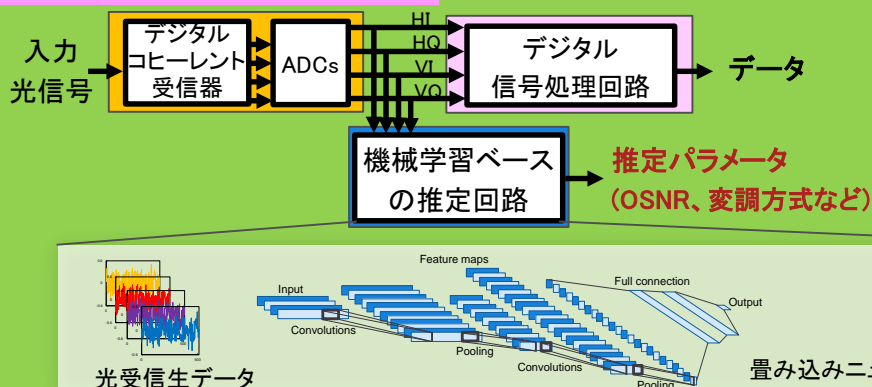 入力
光信号
デジタル
コヒーレント
受信器
ADCs
HI
HQ
VI
VQ
デジタル
信号処理回路
データ
機械学習ベース
の推定回路
推定パラメータ
(OSNR、変調方式など)
Feature maps
Input
Full connection
Output
Convolutions
Pooling
Convolutions
Pooling
光受信生データ
畳み込みニュ